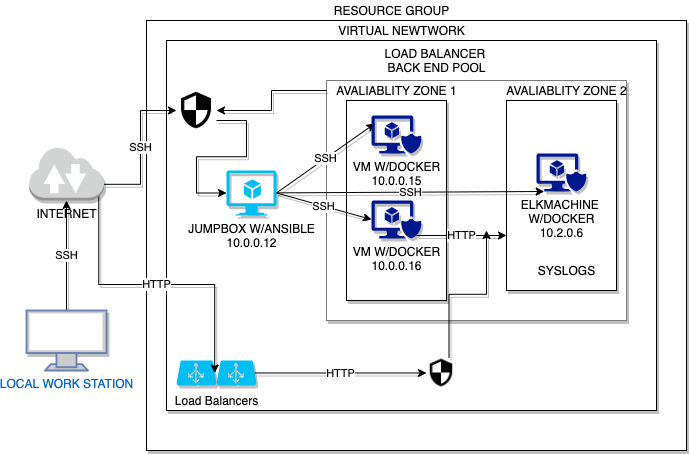 RESOURCE GROUP
VIRTUAL NEWTWORK
LOAD BALANCER
BACK END POOL
AVALIABLITY ZONE 1
AVALIABLITY ZONE 2
SSH
SSH
VM W/DOCKER
10.0.0.15
SSH
ELKMACHINE
W/DOCKER
10.2.0.6
SSH
INTERNET
JUMPBOX W/ANSIBLE
10.0.0.12
HTTP
VM W/DOCKER
10.0.0.16
SSH
SYSLOGS
HTTP
LOCAL WORK STATION
HTTP
Load Balancers